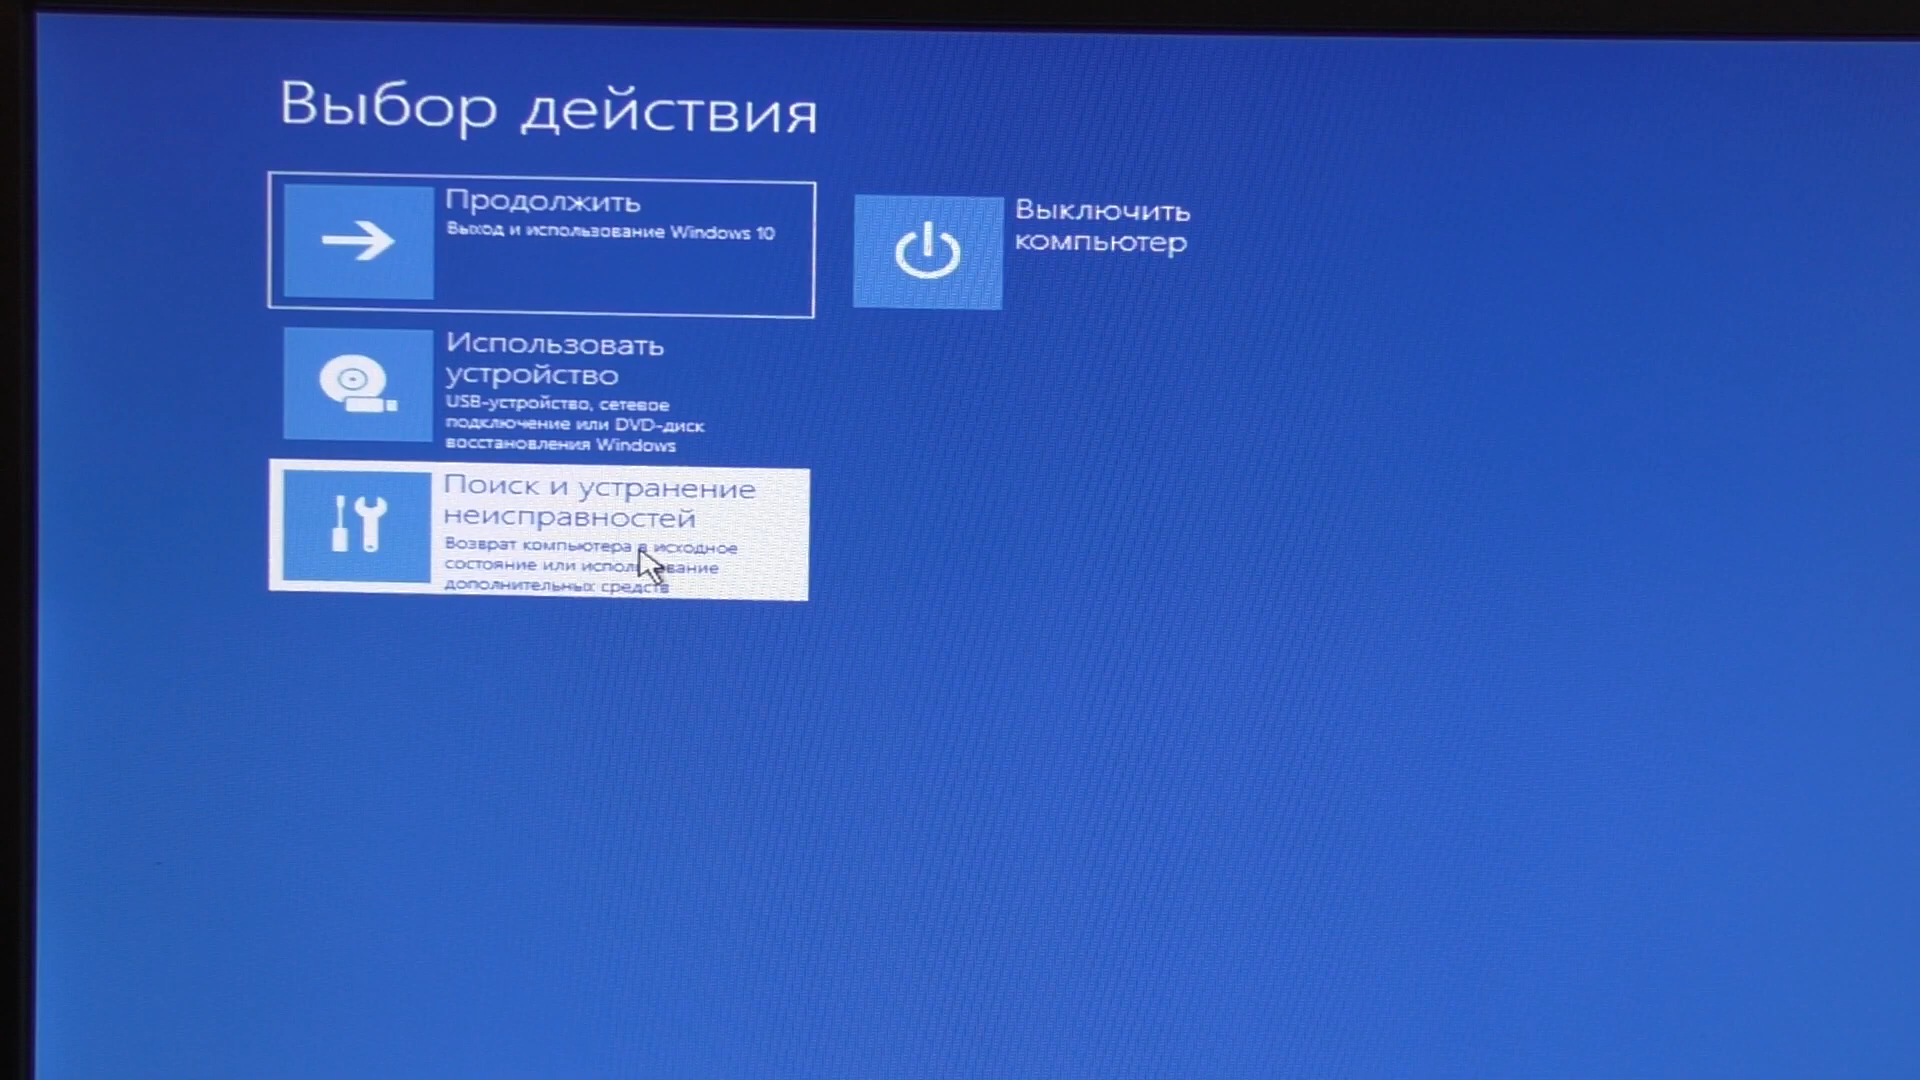 Выбор действия
Продолжить
Выход и использование Windows 10
Выключить
компьютер
Использовать
устройство
USB-устройство, сетевое
подключение или DVD-диск
восстановления Windows
Поиск и устранение
неисправностей
Возврат компьютера в исходное
состояние или использование
дополнительных средств